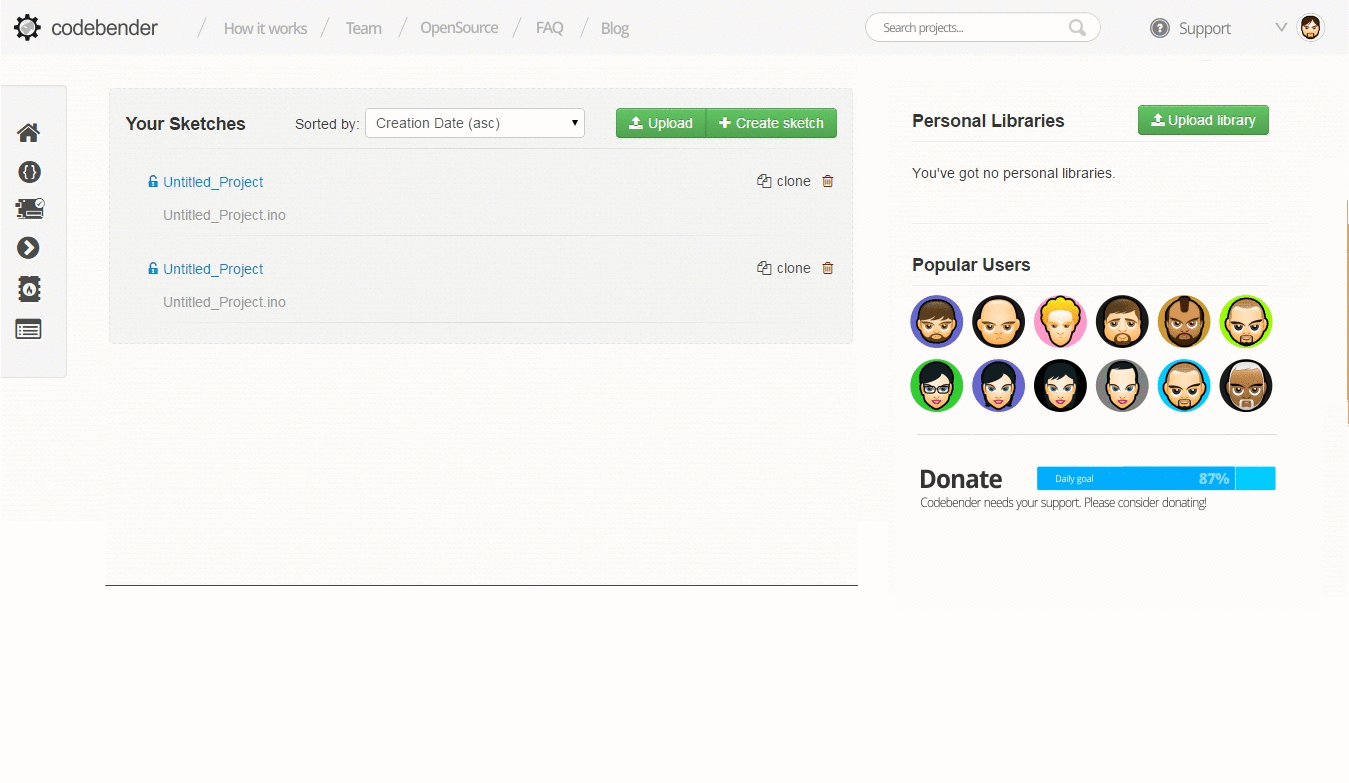 codebender / How it works / Team / OpenSource / FAQ / Blog
Search projects...
? Support
Your Sketches
Sorted by: Creation Date (asc)
Upload
Create sketch
Untitled_Project
clone
Untitled_Project.ino
Untitled_Project
clone
Untitled_Project.ino
Personal Libraries
Upload library
You've got no personal libraries.
Popular Users
Donate
Daily goal 87%
Codebender needs your support. Please consider donating!